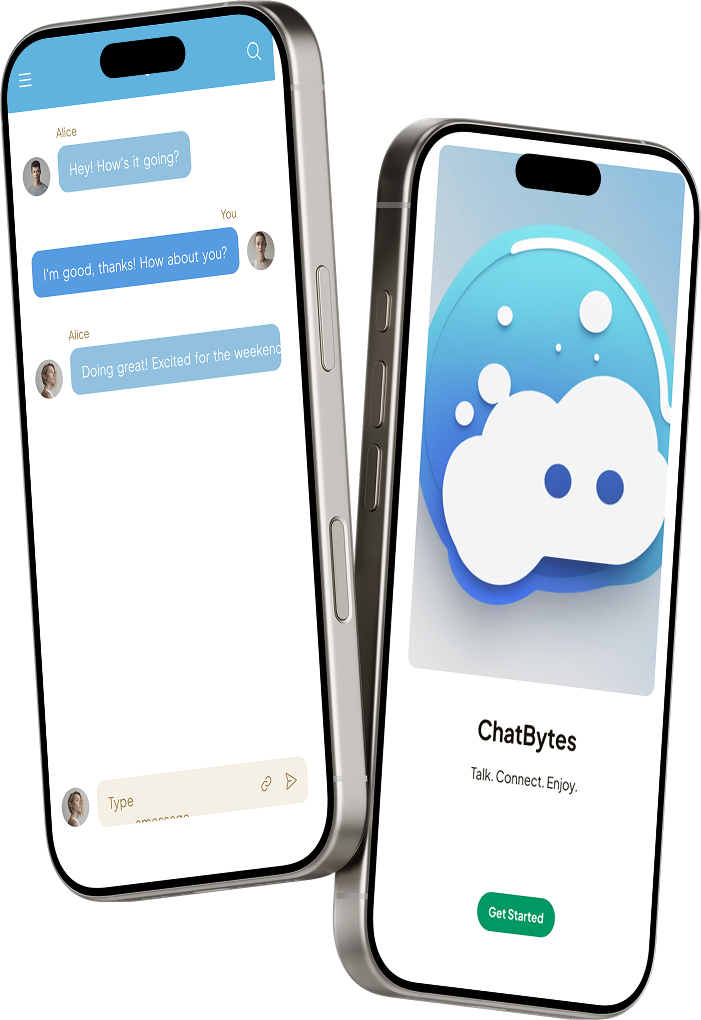 Alice
Hey! How's it going?
You
I'm good, thanks! How about you?
Alice
Doing great! Excited for the weekend
Type
ChatBytes
Talk. Connect. Enjoy.
Get Started